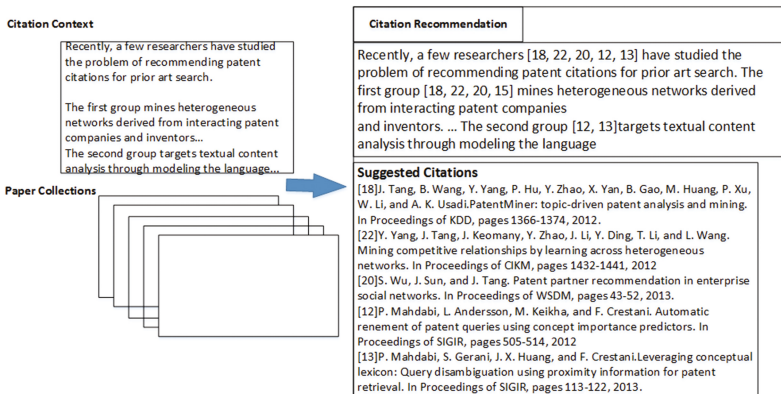 Citation Context
Recently, a few researchers have studied
the problem of recommending patent
citations for prior art search.
The first group mines heterogeneous
networks derived from interacting patent
companies and inventors...
The second group targets textual content
analysis through modeling the language...
Paper Collections
Citation Recommendation
Recently, a few researchers [18, 22, 20, 12, 13] have studied the
problem of recommending patent citations for prior art search. The
first group [18, 22, 20, 15] mines heterogeneous networks derived
from interacting patent companies
and inventors. ... The second group [12, 13]targets textual content
analysis through modeling the language
Suggested Citations
[18]J. Tang, B. Wang, Y. Yang, P. Hu, Y. Zhao, X. Yan, B. Gao, M. Huang, P. Xu,
W. Li, and A. K. Usadi.PatentMiner: topic-driven patent analysis and mining.
In Proceedings of KDD, pages 1366-1374, 2012.
[22]Y. Yang, J. Tang, J. Keomany, Y. Zhao, J. Li, Y. Ding, T. Li, and L. Wang.
Mining competitive relationships by learning across heterogeneous
networks. In Proceedings of CIKM, pages 1432-1441, 2012
[20]S. Wu, J. Sun, and J. Tang. Patent partner recommendation in enterprise
social networks. In Proceedings of WSDM, pages 43-52, 2013.
[12]P. Mahdabi, L. Andersson, M. Keikha, and F. Crestani. Automatic
renement of patent queries using concept importance predictors. In
Proceedings of SIGIR, pages 505-514, 2012
[13]P. Mahdabi, S. Gerani, J. X. Huang, and F. Crestani.Leveraging conceptual
lexicon: Query disambiguation using proximity information for patent
retrieval. In Proceedings of SIGIR, pages 113-122, 2013.